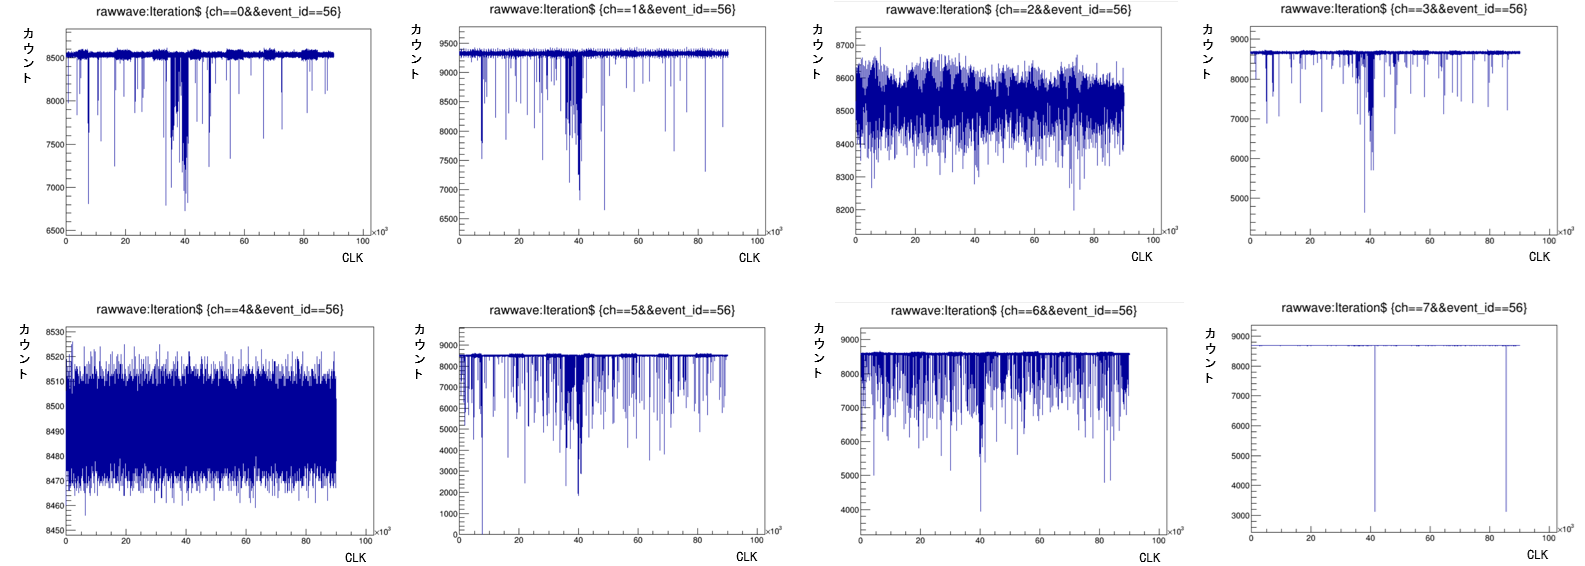 rawwave:Iteration$ {ch==0&&event_id==56}
カウント
8500
8000
7500
7000
6500
0 20 40 60 80 100
×10³
CLK
rawwave:Iteration$ {ch==1&&event_id==56}
カウント
9500
9000
8500
8000
7500
7000
6500
0 20 40 60 80 100
×10³
CLK
rawwave:Iteration$ {ch==2&&event_id==56}
カウント
8700
8600
8500
8400
8300
8200
0 20 40 60 80 100
×10³
CLK
rawwave:Iteration$ {ch==3&&event_id==56}
カウント
9000
8000
7000
6000
5000
0 20 40 60 80 100
×10³
CLK
rawwave:Iteration$ {ch==4&&event_id==56}
カウント
8530
8520
8510
8500
8490
8480
8470
8460
8450
0 20 40 60 80 100
×10³
CLK
rawwave:Iteration$ {ch==5&&event_id==56}
カウント
9000
8000
7000
6000
5000
4000
3000
2000
1000
0
0 20 40 60 80 100
×10³
CLK
rawwave:Iteration$ {ch==6&&event_id==56}
カウント
9000
8000
7000
6000
5000
4000
0 20 40 60 80 100
×10³
CLK
rawwave:Iteration$ {ch==7&&event_id==56}
カウント
9000
8000
7000
6000
5000
4000
3000
0 20 40 60 80 100
×10³
CLK